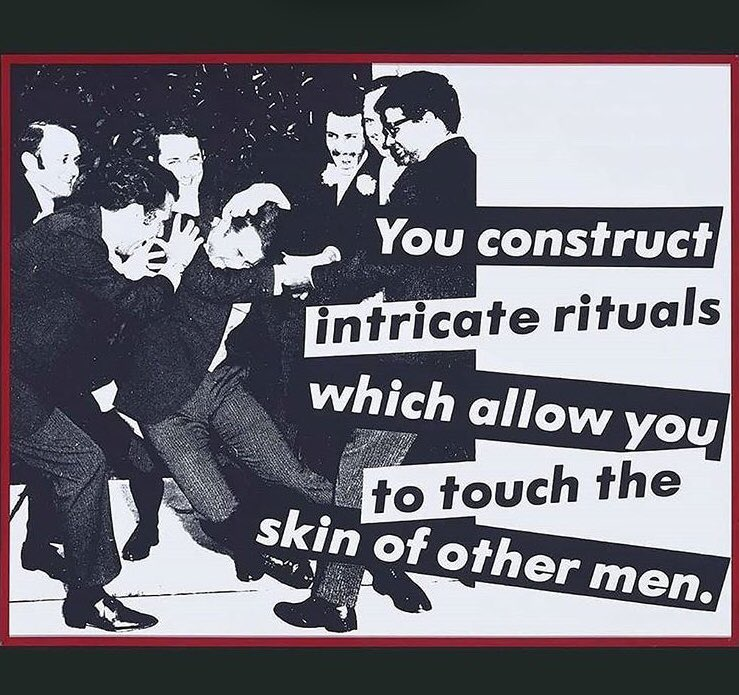 You construct
intricate rituals
which allow you
to touch the
skin of other men.